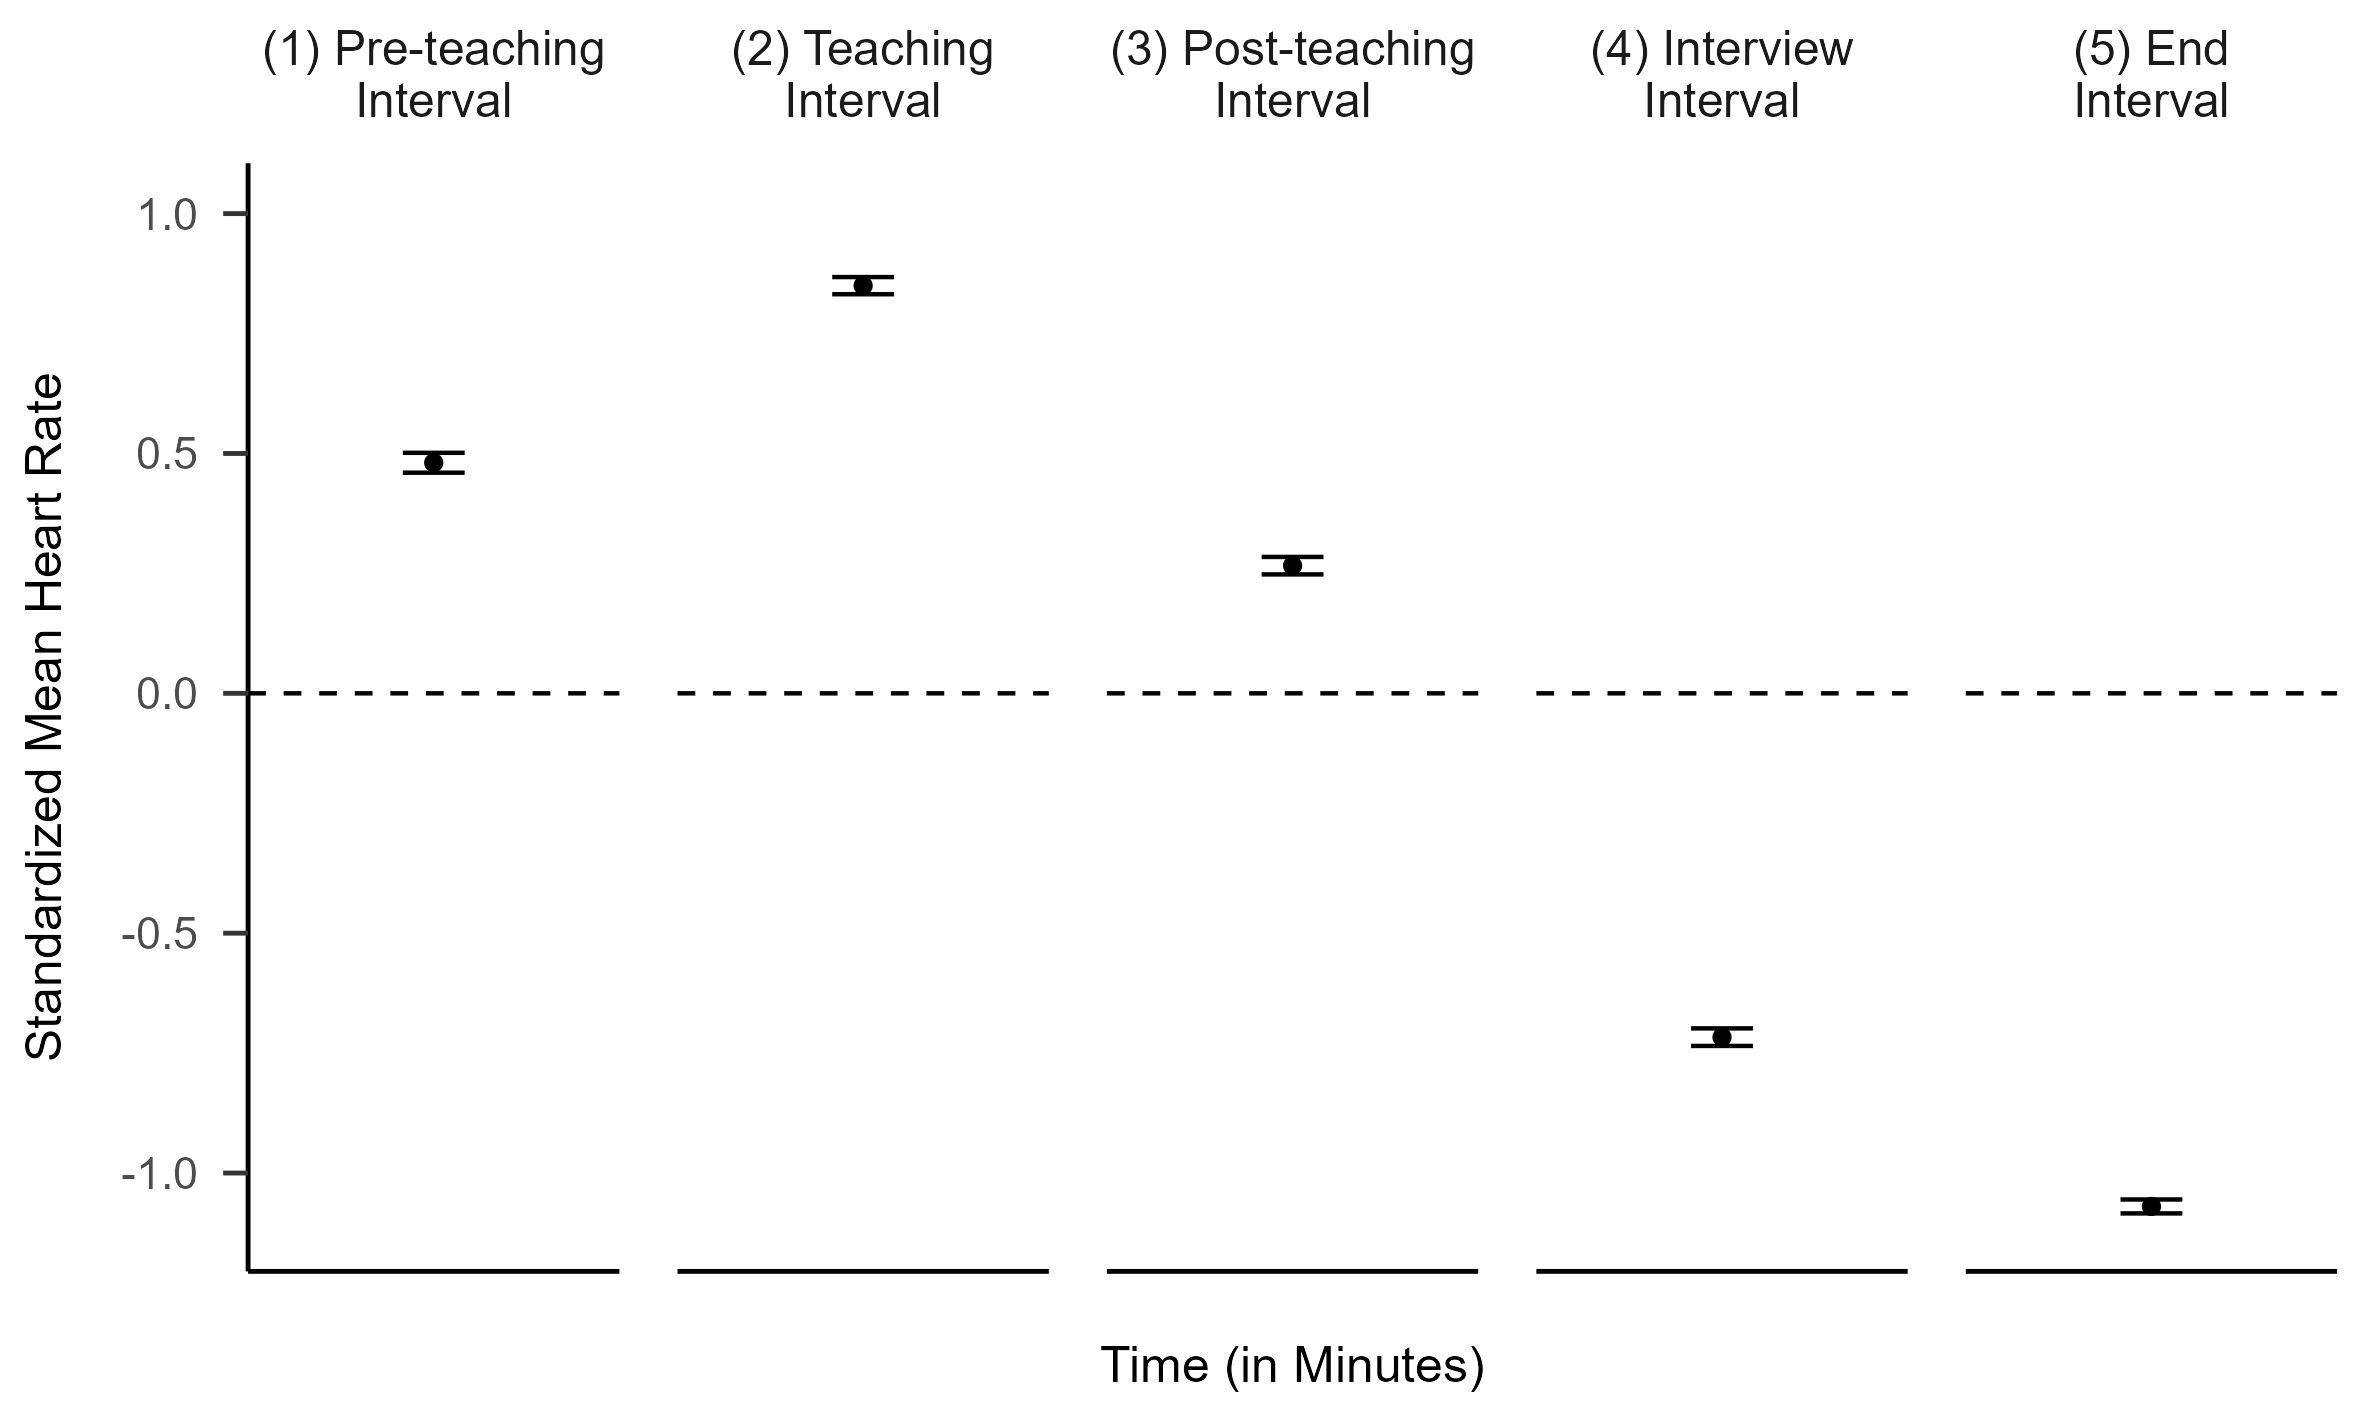 (1) Pre-teaching
Interval
(2) Teaching
Interval
(3) Post-teaching
Interval
(4) Interview
Interval
(5) End
Interval
Standardized Mean Heart Rate
1.0
0.5
0.0
-0.5
-1.0
Time (in Minutes)